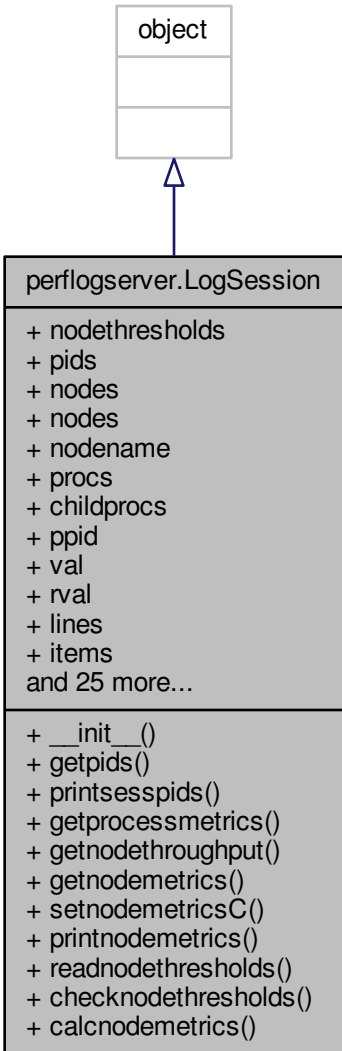 object
perflogserver.LogSession
+ nodethresholds
+ pids
+ nodes
+ nodes
+ nodename
+ procs
+ childprocs
+ ppid
+ val
+ rval
+ lines
+ items
and 25 more...
+ __init__()
+ getpids()
+ printsesspids()
+ getprocessmetrics()
+ getnodethroughput()
+ getnodemetrics()
+ setnodemetricsC()
+ printnodemetrics()
+ readnodethresholds()
+ checknodethresholds()
+ calcnodemetrics()